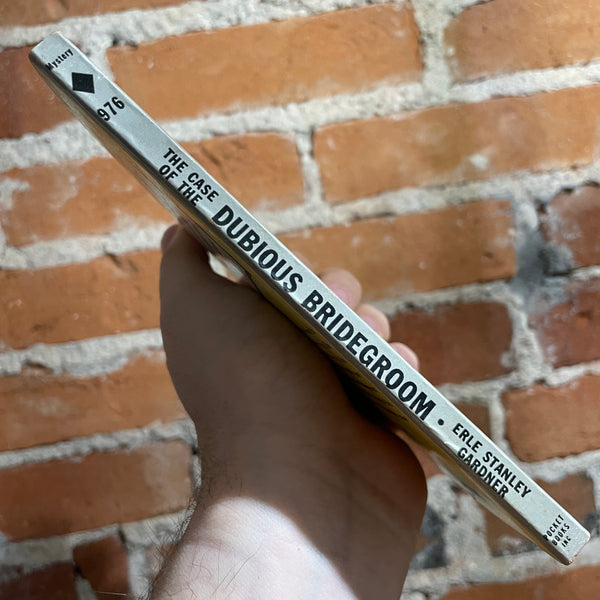 Mystery
976
THE CASE
OF THE
DUBIOUS BRIDEGROOM •
ERLE STANLEY
GARDNER
POCKET
BOOKS
INC